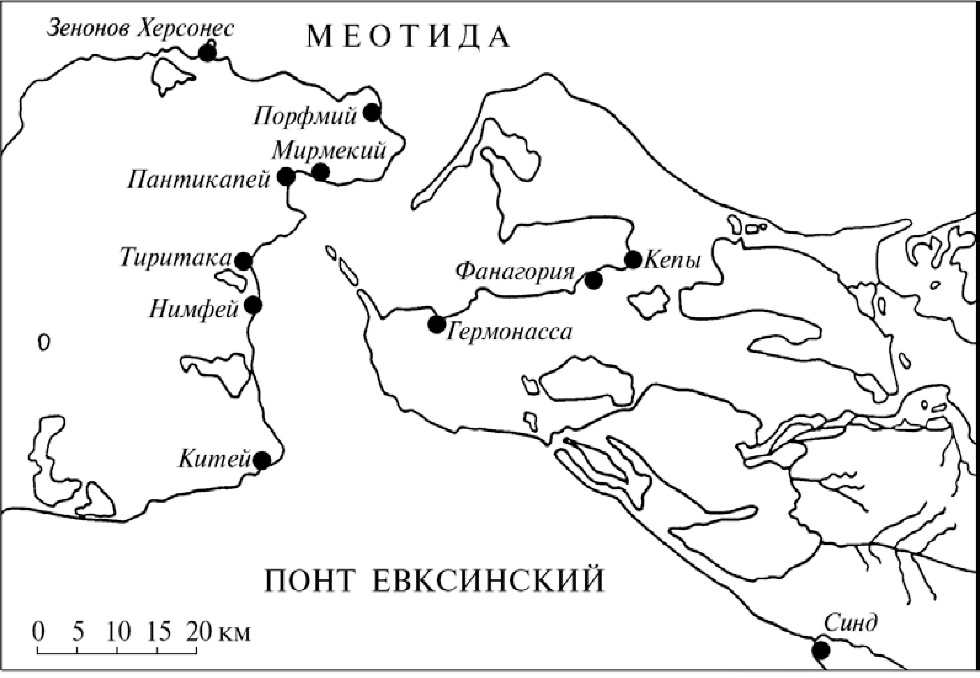 Зенонов Херсонес
МЕОТИДА
Порфмий
Мирмекий
Пантикапей
Тиритака
Кепы
Фанагория
Нимфей
Гермонасса
Китей
ПОНТ ЕВКСИНСКИЙ
Синд
0 5 10 15 20 км